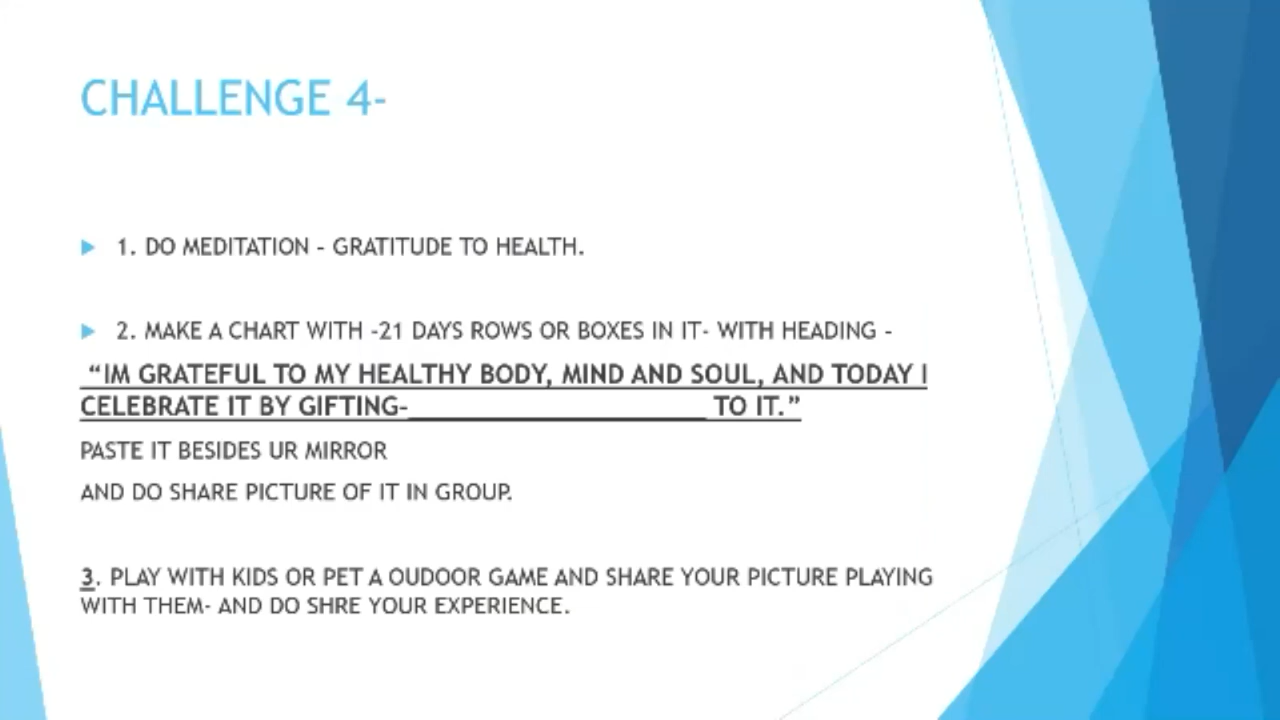 CHALLENGE 4-
1. DO MEDITATION – GRATITUDE TO HEALTH.
2. MAKE A CHART WITH -21 DAYS ROWS OR BOXES IN IT- WITH HEADING –
“IM GRATEFUL TO MY HEALTHY BODY, MIND AND SOUL, AND TODAY I
CELEBRATE IT BY GIFTING-______________________ TO IT.”
PASTE IT BESIDES UR MIRROR
AND DO SHARE PICTURE OF IT IN GROUP.
3. PLAY WITH KIDS OR PET A OUDOOR GAME AND SHARE YOUR PICTURE PLAYING
WITH THEM- AND DO SHRE YOUR EXPERIENCE.